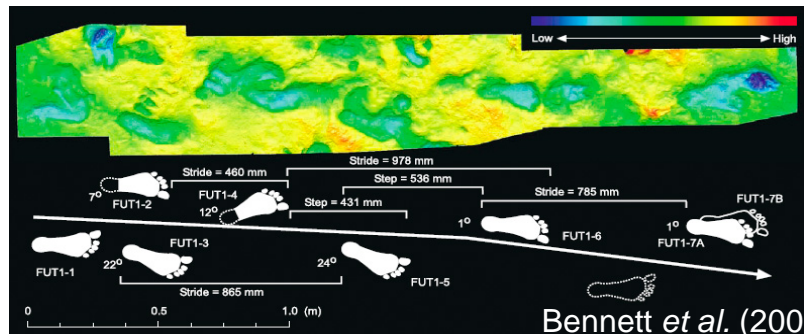 Low High
Stride = 978 mm
Stride = 460 mm
FUT1-4
Step = 536 mm
7° FUT1-2
12°
Step = 431 mm
Stride = 785 mm
FUT1-7B
1°
FUT1-6
1° FUT1-7A
FUT1-1
22° FUT1-3
24° FUT1-5
Stride = 865 mm
0 0.5 1.0 (m)
Bennett et al. (200